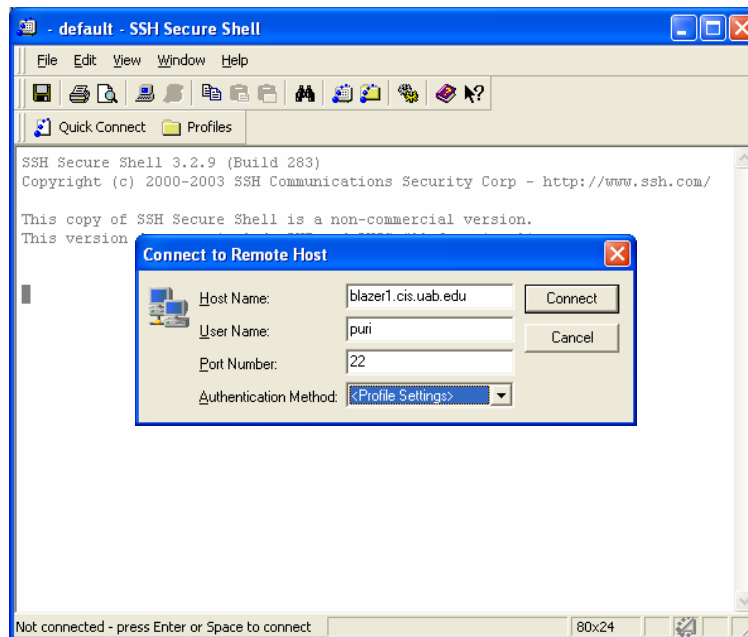 - default - SSH Secure Shell
File Edit View Window Help
Quick Connect Profiles
SSH Secure Shell 3.2.9 (Build 283)
Copyright (c) 2000-2003 SSH Communications Security Corp - http://www.ssh.com/
This copy of SSH Secure Shell is a non-commercial version.
This version
Connect to Remote Host
Host Name: blazer1.cis.uab.edu Connect
User Name: puri Cancel
Port Number: 22
Authentication Method: <Profile Settings>
Not connected - press Enter or Space to connect 80x24